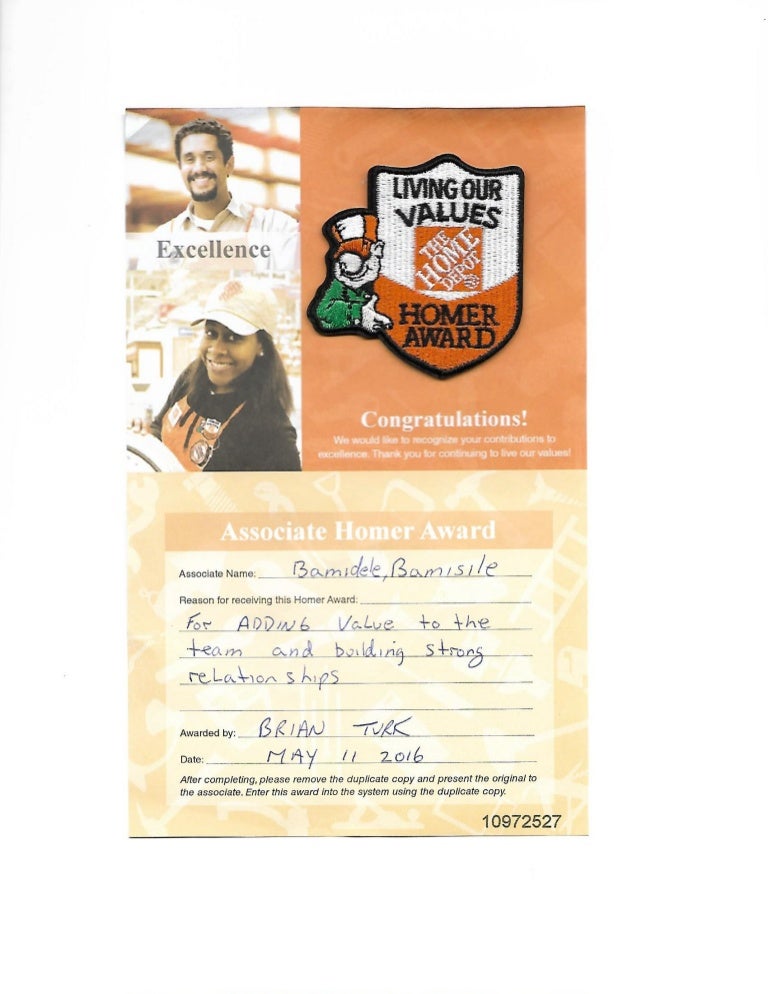 Excellence
LIVING OUR
VALUES
THE
HOME
DEPOT
HOMER
AWARD
Congratulations!
We would like to recognize your contributions to
excellence. Thank you for continuing to live our values!
Associate Homer Award
Associate Name: Bamidele, Bamisile
Reason for receiving this Homer Award:
For ADDING Value to the
team and building strong
relationships
Awarded by: BRIAN TURK
Date: MAY 11 2016
After completing, please remove the duplicate copy and present the original to
the associate. Enter this award into the system using the duplicate copy.
10972527